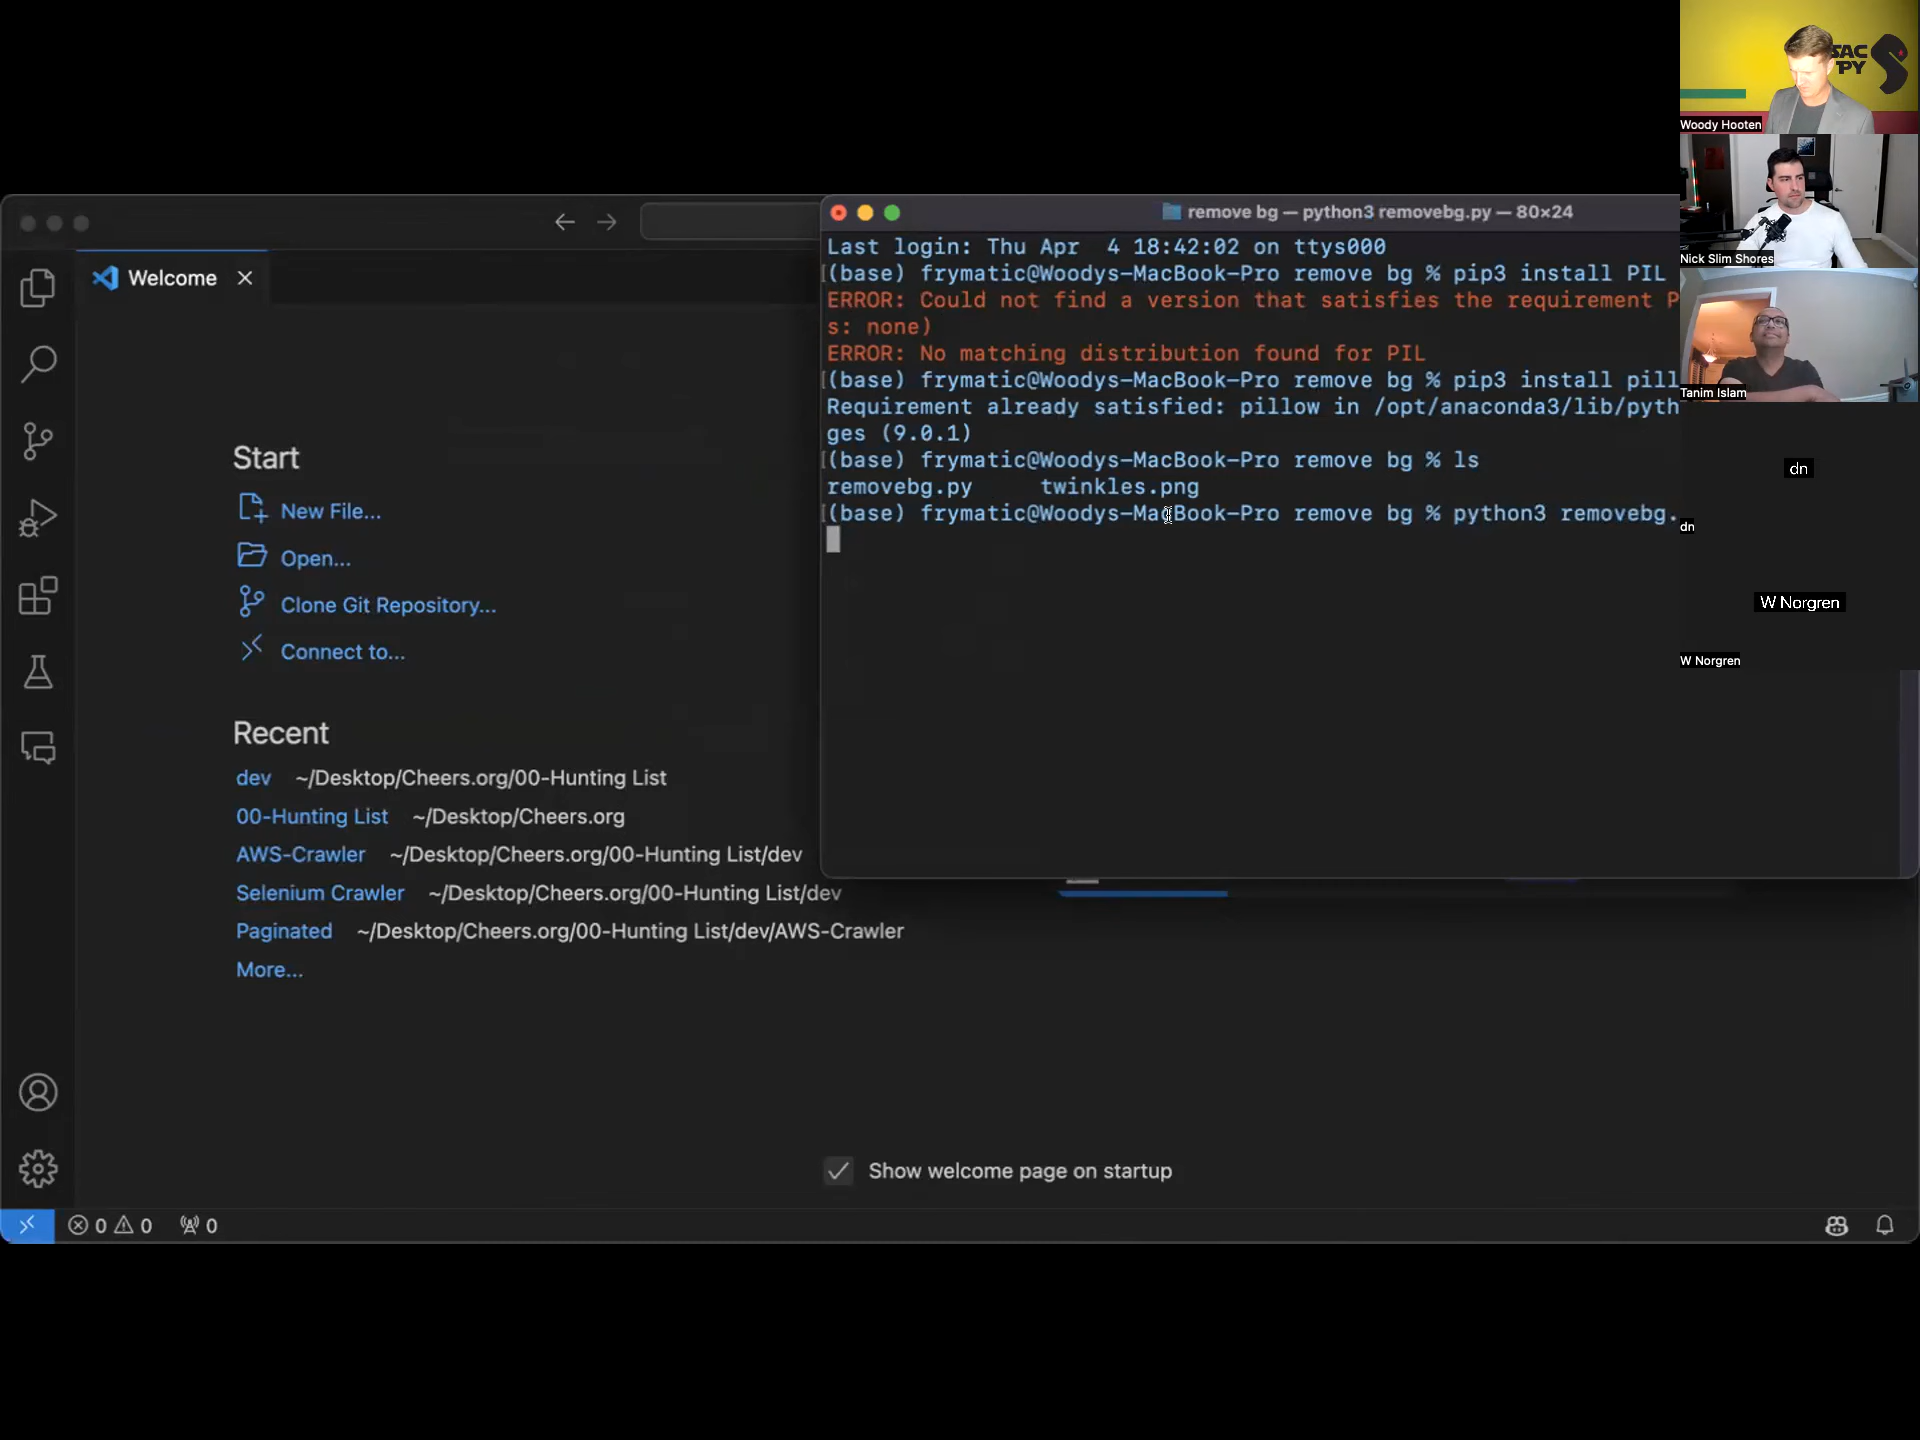 SAC
PY
Woody Hooten
Nick Slim Shores
Tanim Islam
dn
dn
W Norgren
W Norgren
Welcome
Start
New File...
Open...
Clone Git Repository...
Connect to...
Recent
dev ~/Desktop/Cheers.org/00-Hunting List
00-Hunting List ~/Desktop/Cheers.org
AWS-Crawler ~/Desktop/Cheers.org/00-Hunting List/dev
Selenium Crawler ~/Desktop/Cheers.org/00-Hunting List/dev
Paginated ~/Desktop/Cheers.org/00-Hunting List/dev/AWS-Crawler
More...
Show welcome page on startup
0 0 0
remove bg — python3 removebg.py — 80×24
Last login: Thu Apr 4 18:42:02 on ttys000
[(base) frymatic@Woodys-MacBook-Pro remove bg % pip3 install PIL
ERROR: Could not find a version that satisfies the requirement P
s: none)
ERROR: No matching distribution found for PIL
[(base) frymatic@Woodys-MacBook-Pro remove bg % pip3 install pill
Requirement already satisfied: pillow in /opt/anaconda3/lib/pyth
ges (9.0.1)
[(base) frymatic@Woodys-MacBook-Pro remove bg % ls
removebg.py twinkles.png
[(base) frymatic@Woodys-MacBook-Pro remove bg % python3 removebg.